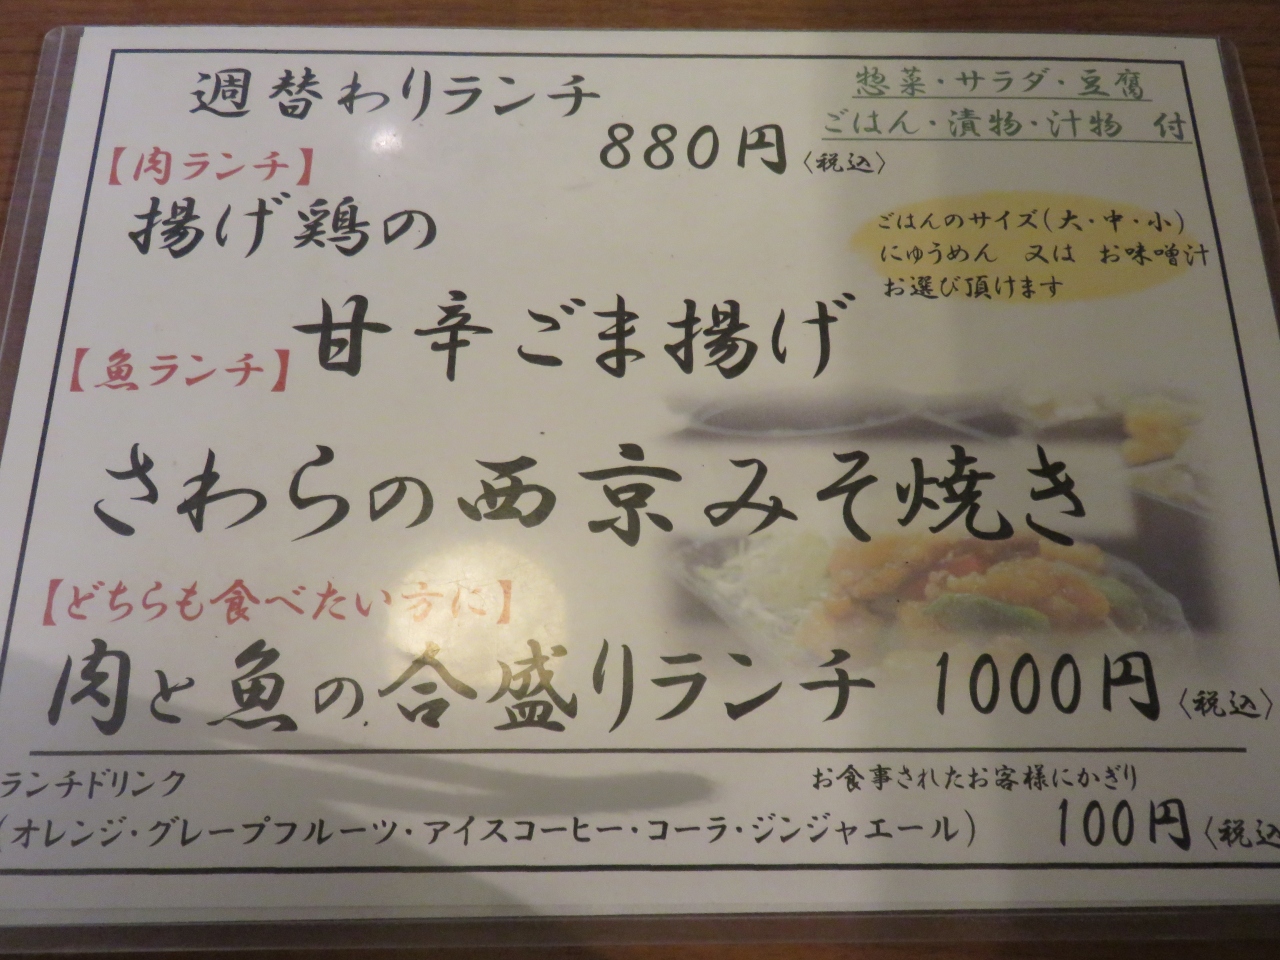 週替わりランチ
880円〈税込〉
惣菜・サラダ・豆腐
ごはん・漬物・汁物 付
【肉ランチ】
揚げ鶏の
甘辛ごま揚げ
ごはんのサイズ(大・中・小)
にゅうめん 又は お味噌汁
お選び頂けます
【魚ランチ】
さわらの西京みそ焼き
【どちらも食べたい方に】
肉と魚の合盛りランチ 1000円〈税込〉
ランチドリンク
お食事されたお客様にかぎり
(オレンジ・グレープフルーツ・アイスコーヒー・コーラ・ジンジャエール) 100円〈税込